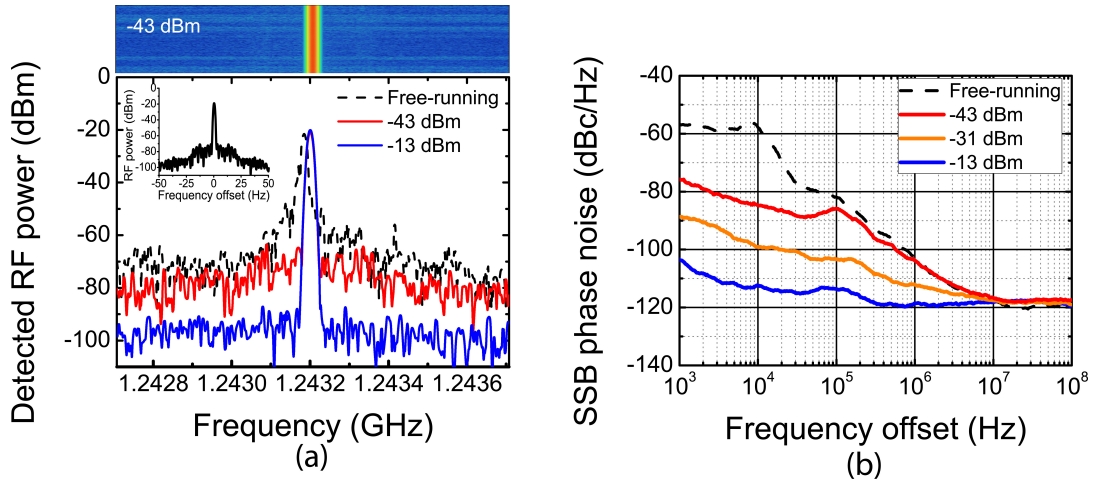 -43 dBm
Detected RF power (dBm)
0
-20
-40
-60
-80
-100
RF power (dBm)
0
-20
-40
-60
-80
-100
-50
-25
0
25
50
Frequency offset (Hz)
Free-running
-43 dBm
-13 dBm
1.2428
1.2430
1.2432
1.2434
1.2436
Frequency (GHz)
(a)
SSB phase noise (dBc/Hz)
-40
-60
-80
-100
-120
-140
Free-running
-43 dBm
-31 dBm
-13 dBm
10³
10⁴
10⁵
10⁶
10⁷
10⁸
Frequency offset (Hz)
(b)